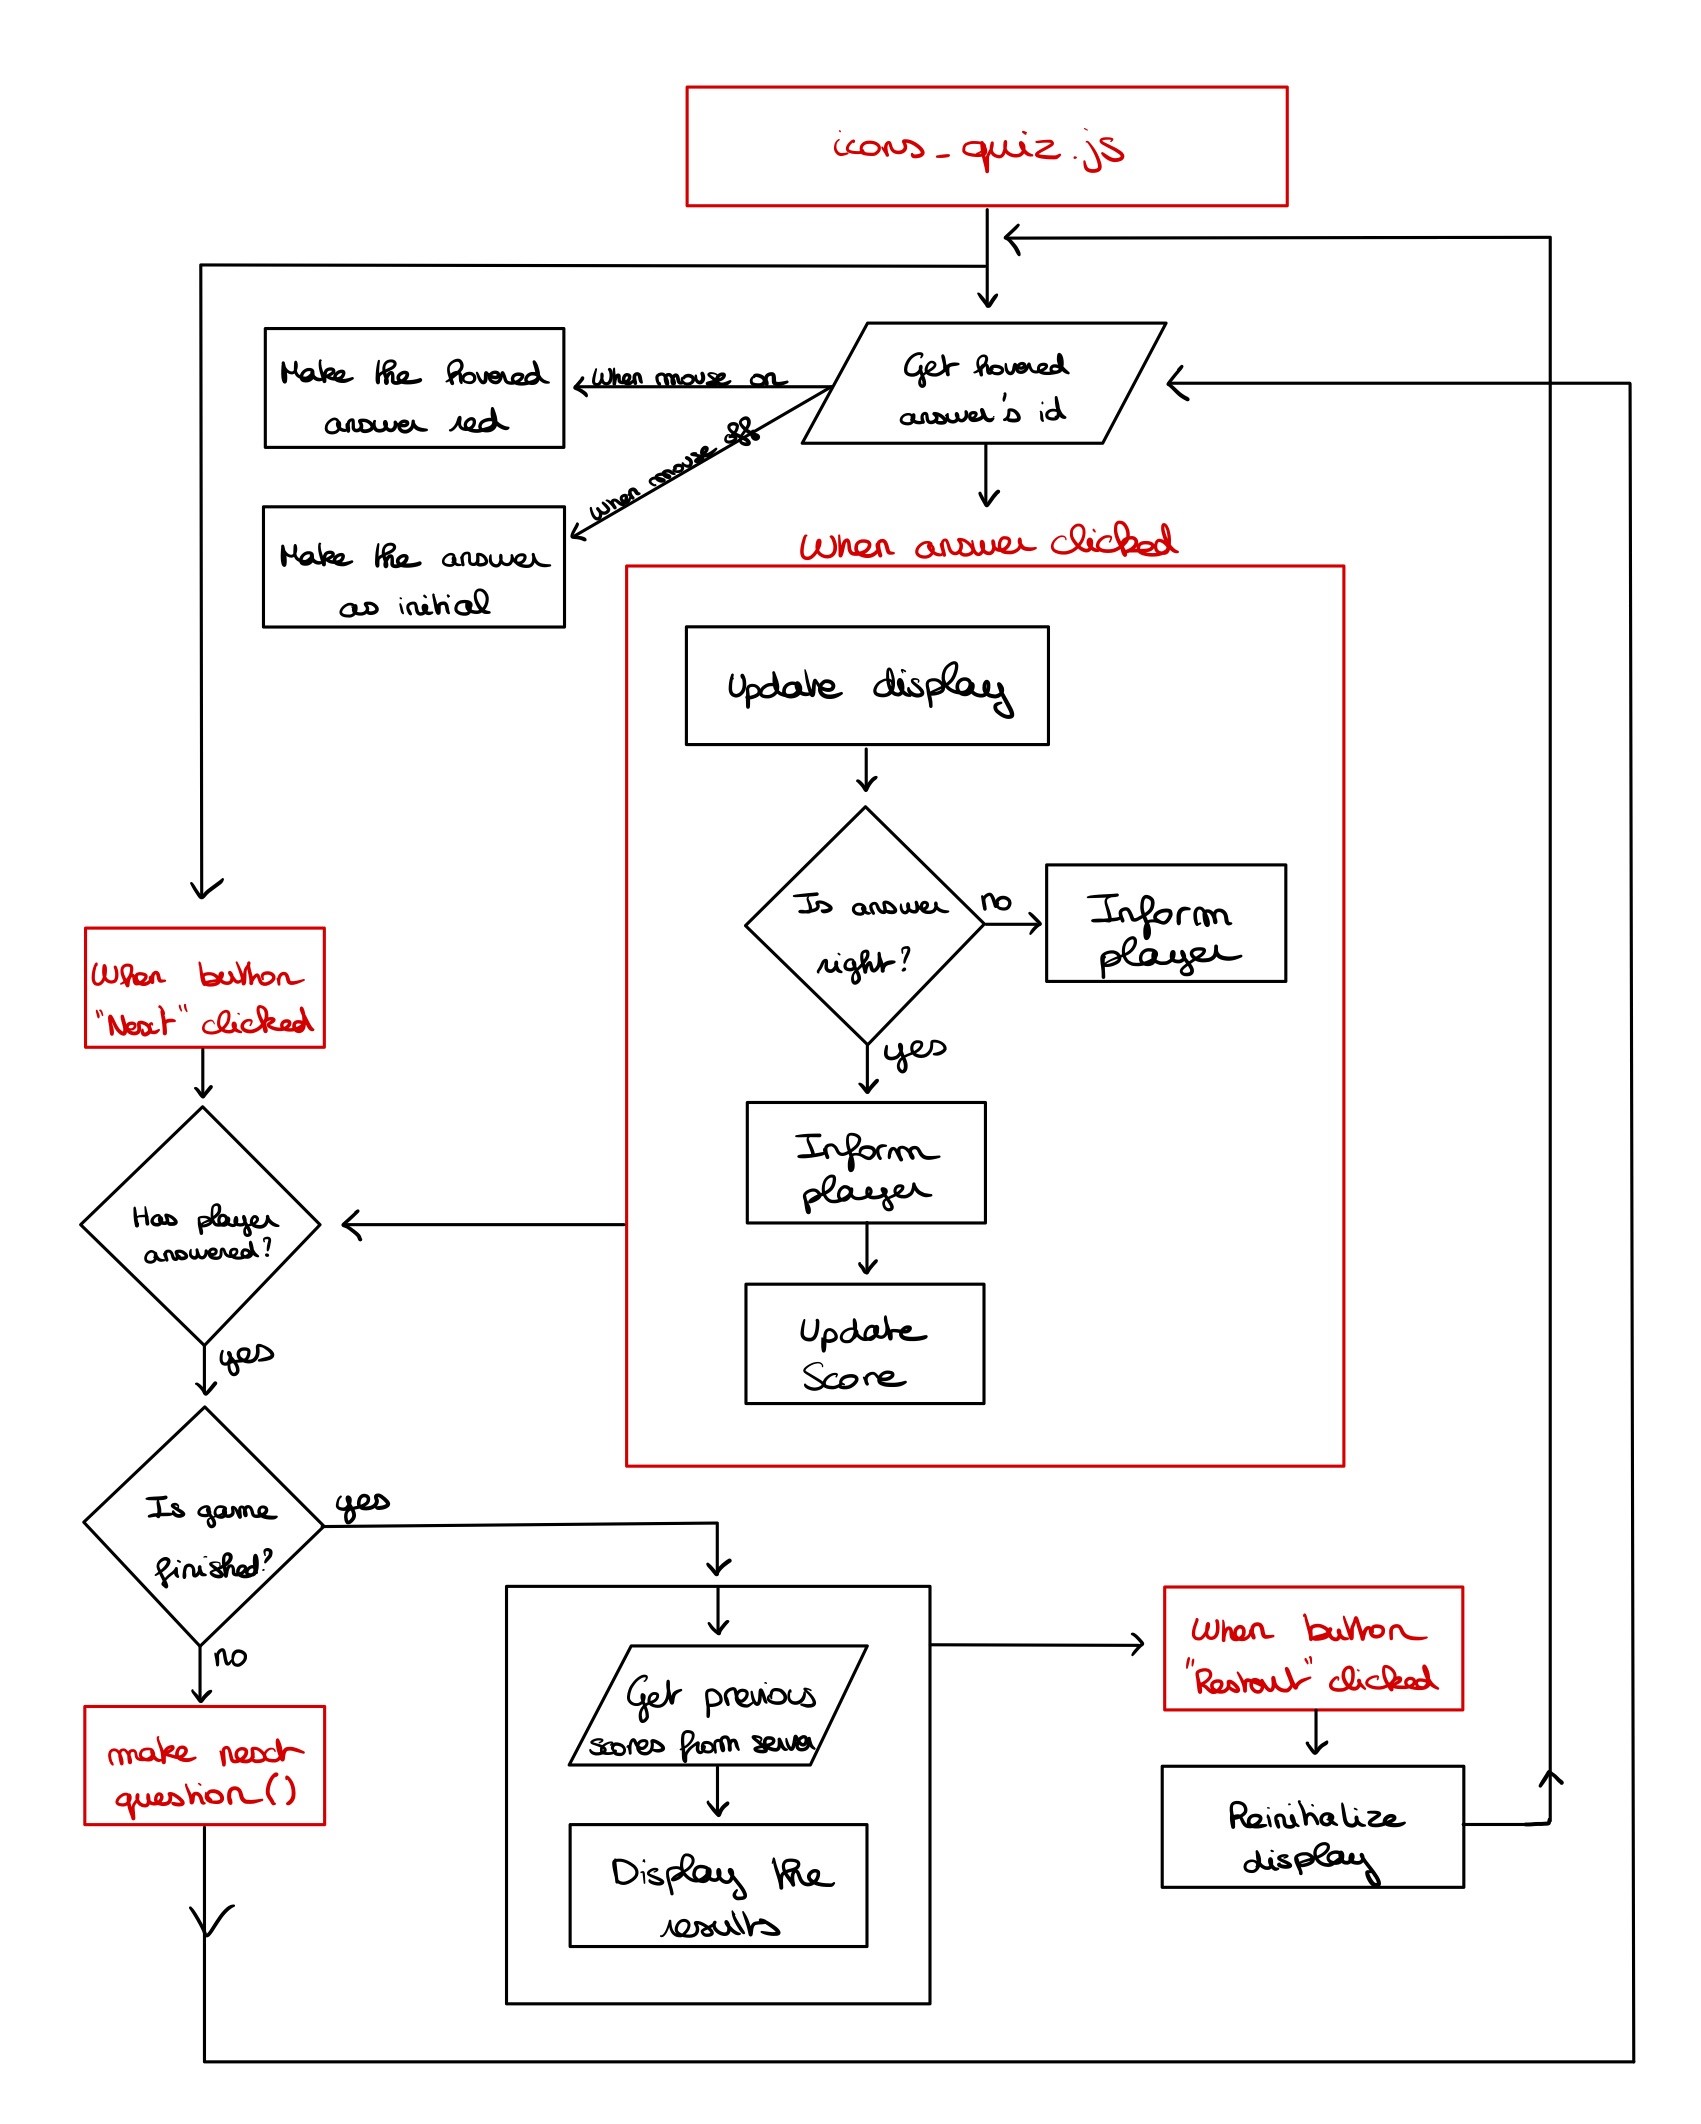 icons_quiz.js
Get hovered
answer's id
When mouse on
Make the hovered
answer red
When mouse off
Make the answer
as initial
When answer clicked
Update display
Is answer
right?
no
Inform
player
yes
Inform
player
Update
Score
When button
"Next" clicked
Has player
answered?
yes
Is game
finished?
yes
no
make next
question()
Get previous
scores from server
Display the
results
When button
"Restart" clicked
Reinitialize
display